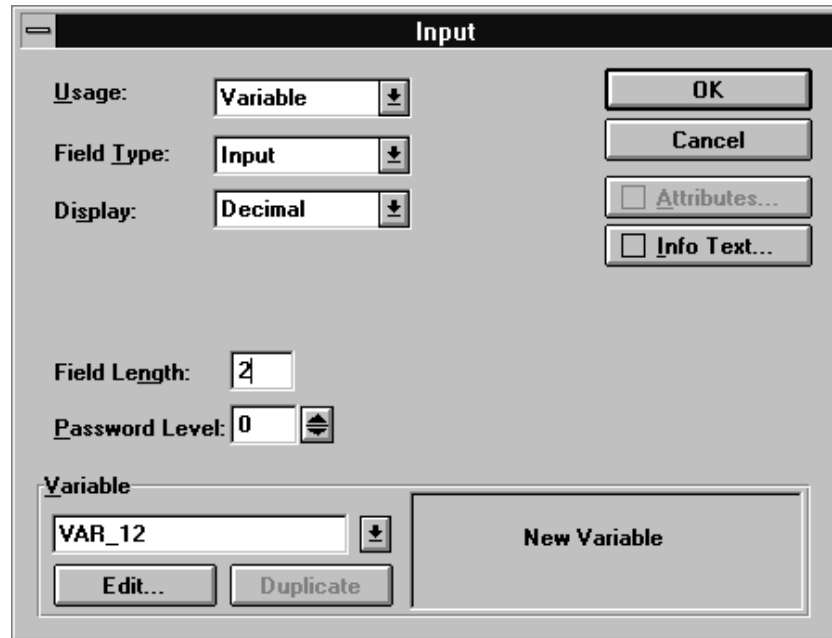 Input
Usage: Variable OK
Field Type: Input Cancel
Display: Decimal Attributes...
Info Text...
Field Length: 2
Password Level: 0
Variable
VAR_12 New Variable
Edit... Duplicate